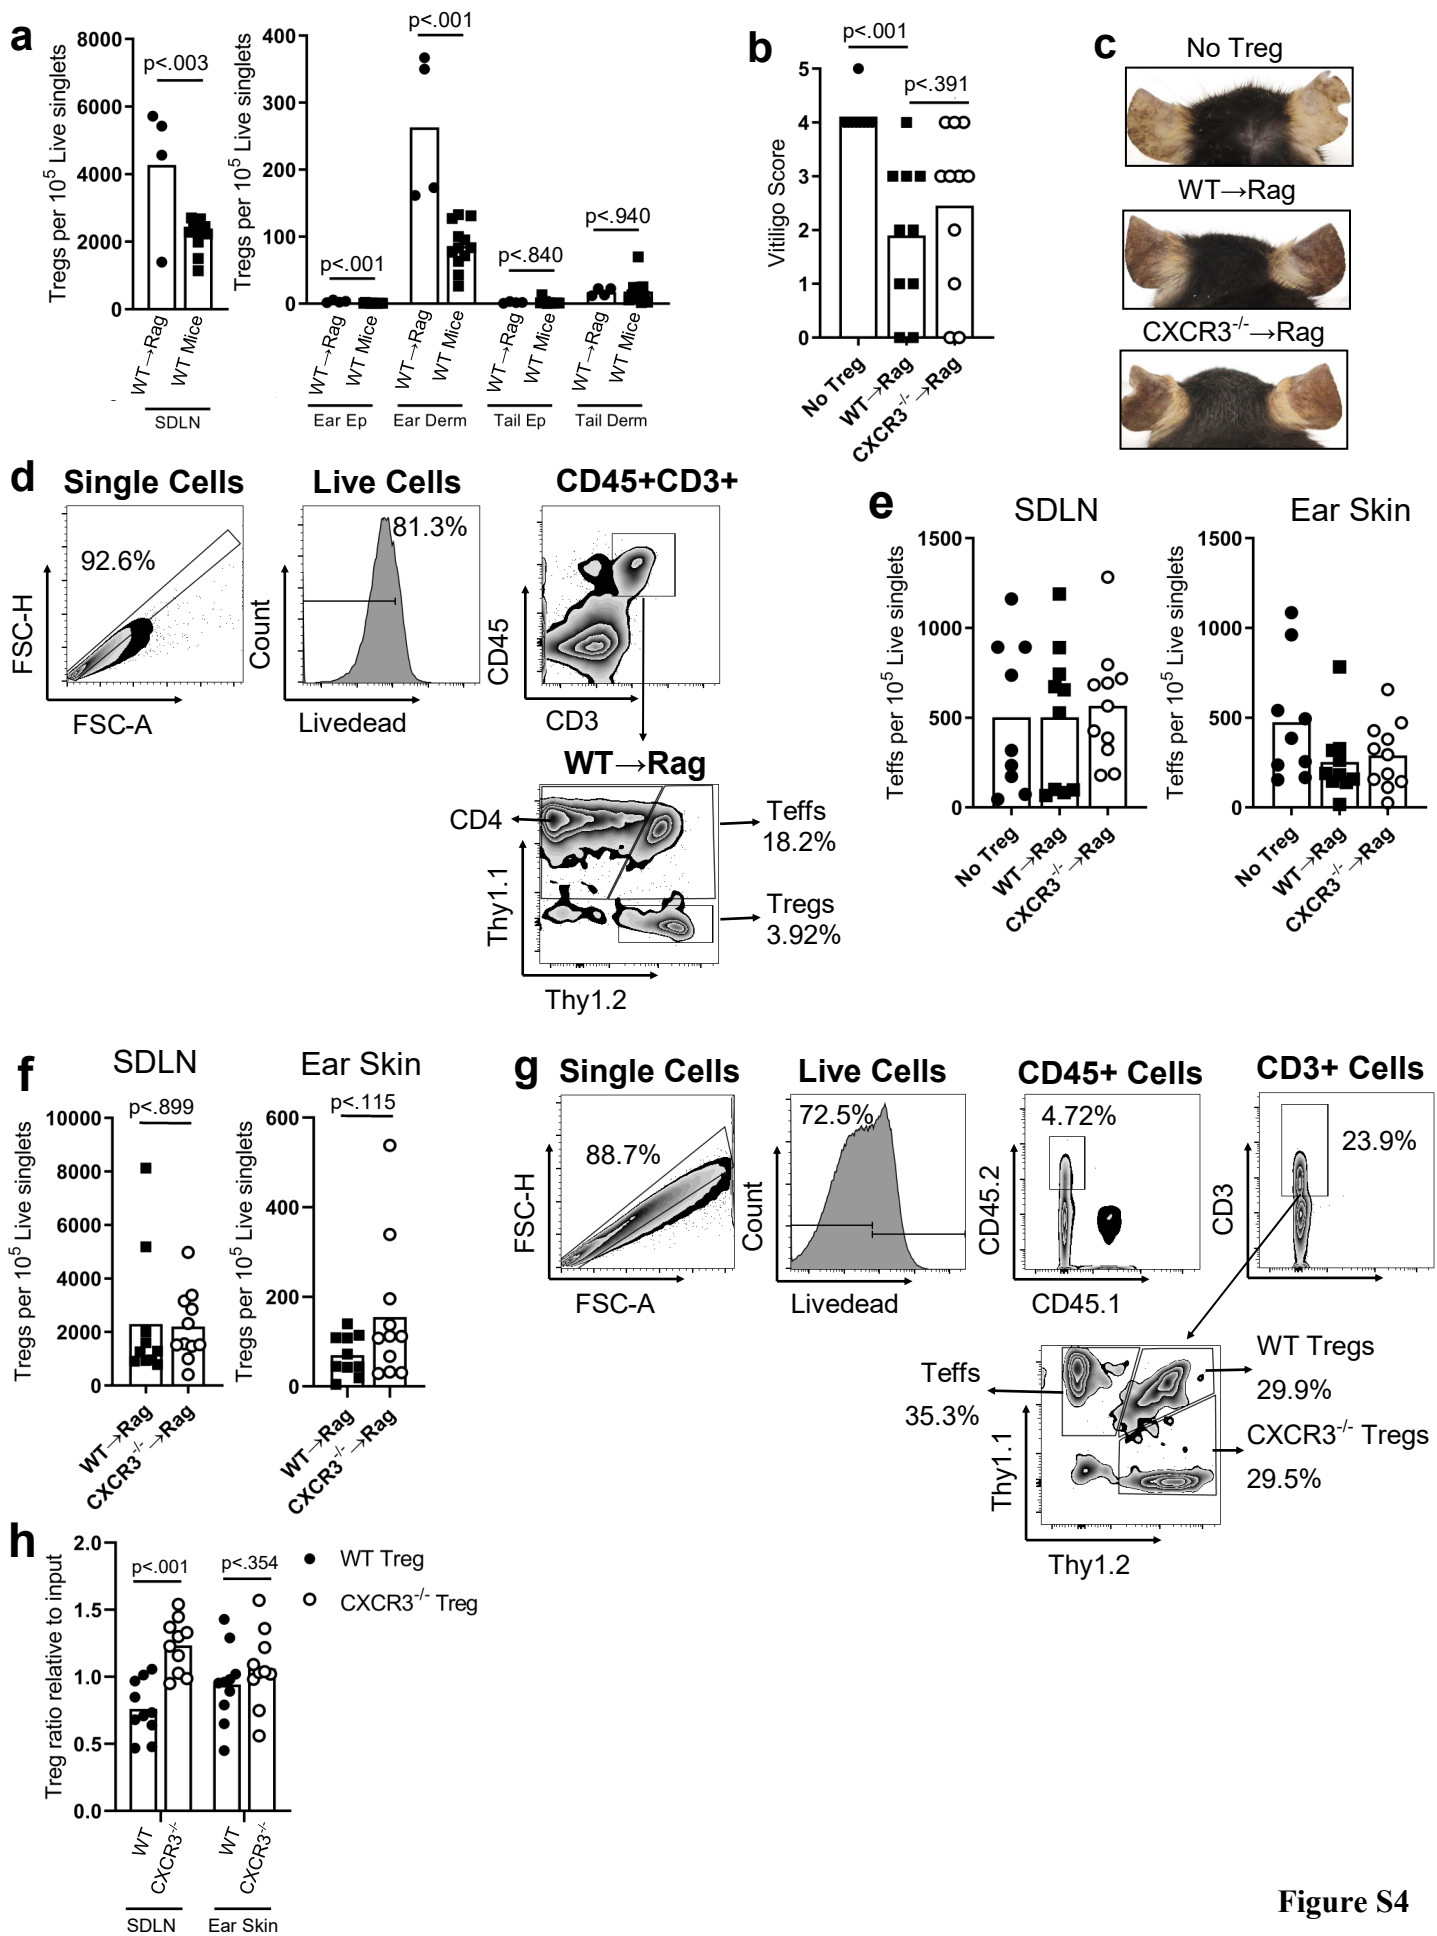 a
Tregs per 10⁵ Live singlets
8000
6000
4000
2000
0
p<.003
WT→Rag
WT Mice
SDLN
Tregs per 10⁵ Live singlets
400
300
200
100
0
p<.001
p<.001
p<.840
p<.940
WT→Rag
WT Mice
WT→Rag
WT Mice
WT→Rag
WT Mice
WT→Rag
WT Mice
Ear Ep
Ear Derm
Tail Ep
Tail Derm
b
Vitiligo Score
5
4
3
2
1
0
p<.001
p<.391
No Treg
WT→Rag
CXCR3⁻/⁻→Rag
c
No Treg
WT→Rag
CXCR3⁻/⁻→Rag
d
Single Cells
92.6%
FSC-H
FSC-A
Live Cells
81.3%
Count
Livedead
CD45+CD3+
CD45
CD3
WT→Rag
CD4
Teffs
18.2%
Tregs
3.92%
Thy1.1
Thy1.2
e
SDLN
Teffs per 10⁵ Live singlets
1500
1000
500
0
No Treg
WT→Rag
CXCR3⁻/⁻→Rag
Ear Skin
Teffs per 10⁵ Live singlets
1500
1000
500
0
No Treg
WT→Rag
CXCR3⁻/⁻→Rag
f
SDLN
Tregs per 10⁵ Live singlets
10000
8000
6000
4000
2000
0
p<.899
WT→Rag
CXCR3⁻/⁻→Rag
Ear Skin
Tregs per 10⁵ Live singlets
600
400
200
0
p<.115
WT→Rag
CXCR3⁻/⁻→Rag
g
Single Cells
88.7%
FSC-H
FSC-A
Live Cells
72.5%
Count
Livedead
CD45+ Cells
4.72%
CD45.2
CD45.1
CD3+ Cells
23.9%
CD3
Teffs
35.3%
WT Tregs
29.9%
CXCR3⁻/⁻ Tregs
29.5%
Thy1.1
Thy1.2
h
Treg ratio relative to input
2.0
1.5
1.0
0.5
0.0
p<.001
p<.354
WT Treg
CXCR3⁻/⁻ Treg
WT
CXCR3⁻/⁻
WT
CXCR3⁻/⁻
SDLN
Ear Skin
Figure S4